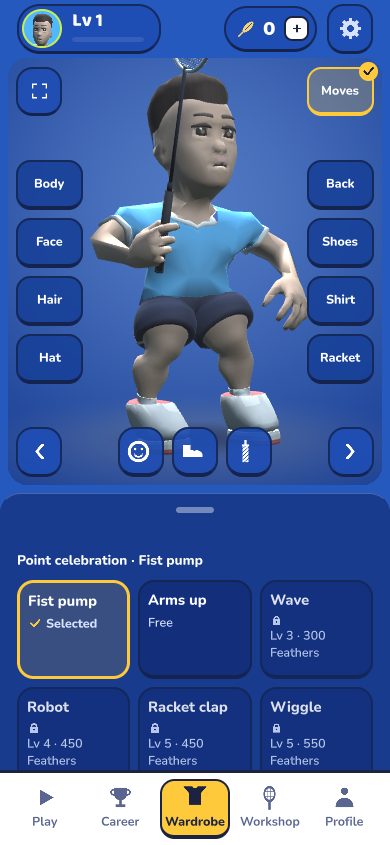 Lv 1
0
+
Moves
Body
Back
Face
Shoes
Hair
Shirt
Hat
Racket
Point celebration · Fist pump
Fist pump
Selected
Arms up
Free
Wave
Lv 3 · 300
Feathers
Robot
Lv 4 · 450
Feathers
Racket clap
Lv 5 · 450
Feathers
Wiggle
Lv 5 · 550
Feathers
Play
Career
Wardrobe
Workshop
Profile